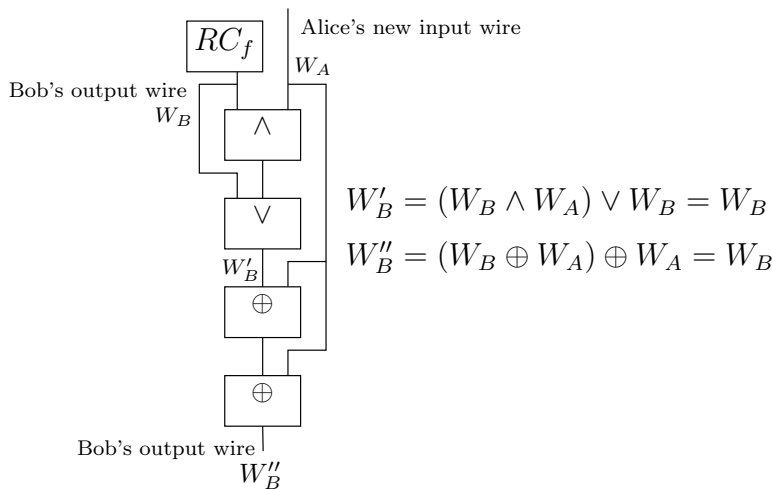 Alice's new input wire
RC_f
W_A
Bob's output wire
W_B
∧
W'_B = (W_B ∧ W_A) ∨ W_B = W_B
∨
W''_B = (W_B ⊕ W_A) ⊕ W_A = W_B
W'_B
⊕
⊕
Bob's output wire
W''_B